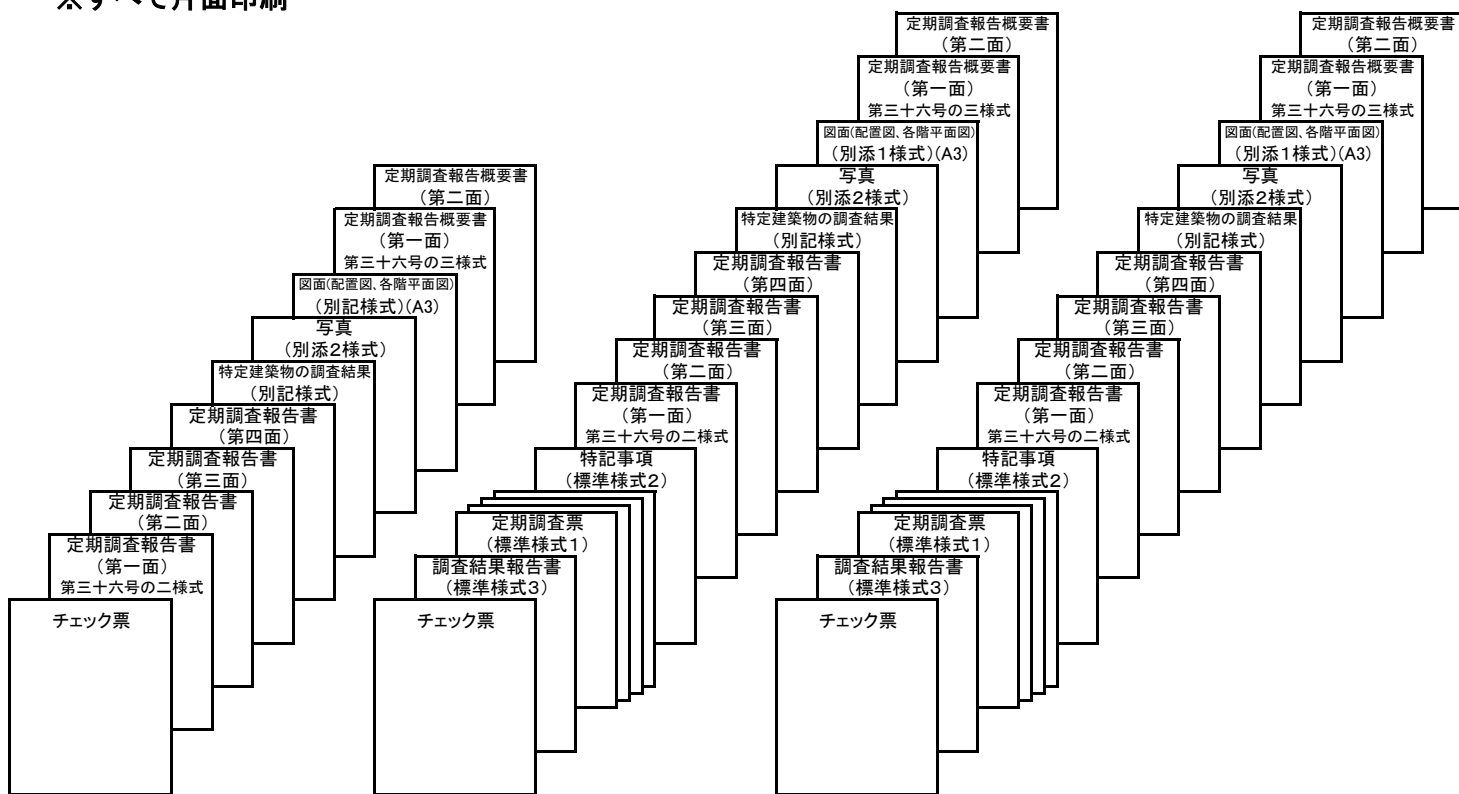 ※すべて片面印刷
定期調査報告概要書
(第二面)
定期調査報告概要書
(第一面)
第三十六号の三様式
図面(配置図、各階平面図)
(別記様式)(A3)
写真
(別添2様式)
特定建築物の調査結果
(別記様式)
定期調査報告書
(第四面)
定期調査報告書
(第三面)
定期調査報告書
(第二面)
定期調査報告書
(第一面)
第三十六号の二様式
チェック票
定期調査報告概要書
(第二面)
定期調査報告概要書
(第一面)
第三十六号の三様式
図面(配置図、各階平面図)
(別添1様式)(A3)
写真
(別添2様式)
特定建築物の調査結果
(別記様式)
定期調査報告書
(第四面)
定期調査報告書
(第三面)
定期調査報告書
(第二面)
定期調査報告書
(第一面)
第三十六号の二様式
特記事項
(標準様式2)
定期調査票
(標準様式1)
調査結果報告書
(標準様式3)
チェック票
定期調査報告概要書
(第二面)
定期調査報告概要書
(第一面)
第三十六号の三様式
図面(配置図、各階平面図)
(別添1様式)(A3)
写真
(別添2様式)
特定建築物の調査結果
(別記様式)
定期調査報告書
(第四面)
定期調査報告書
(第三面)
定期調査報告書
(第二面)
定期調査報告書
(第一面)
第三十六号の二様式
特記事項
(標準様式2)
定期調査票
(標準様式1)
調査結果報告書
(標準様式3)
チェック票